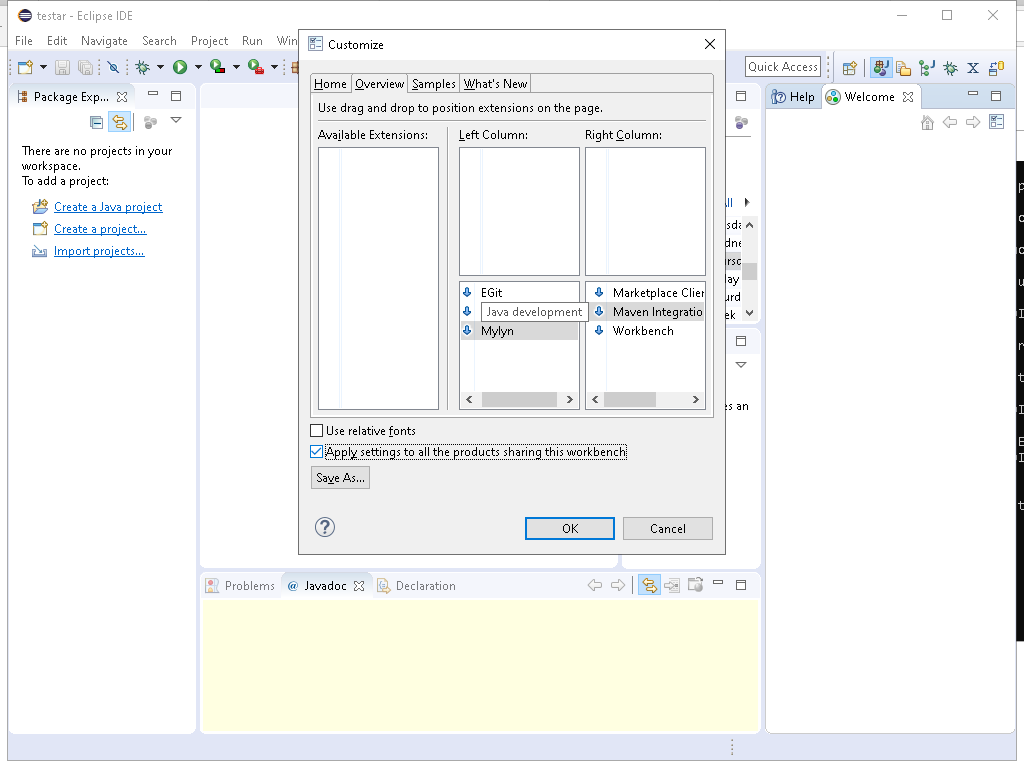 testar - Eclipse IDE
File Edit Navigate Search Project Run Win
Quick Access
Package Exp...
There are no projects in your
workspace.
To add a project:
Create a Java project
Create a project...
Import projects...
Customize
Home Overview Samples What's New
Use drag and drop to position extensions on the page.
Available Extensions: Left Column: Right Column:
EGit
Java development
Mylyn
Marketplace Clien
Maven Integratio
Workbench
Use relative fonts
Apply settings to all the products sharing this workbench
Save As...
OK Cancel
Help Welcome
Problems @ Javadoc Declaration